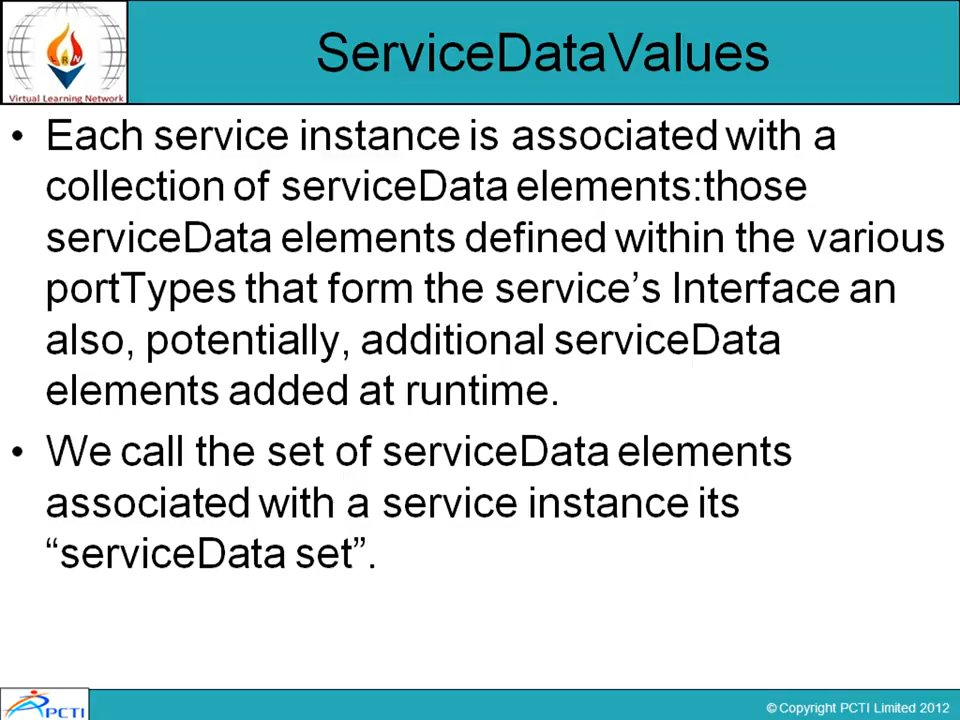 ServiceDataValues
Virtual Learning Network
• Each service instance is associated with a
collection of serviceData elements:those
serviceData elements defined within the various
portTypes that form the service’s Interface an
also, potentially, additional serviceData
elements added at runtime.
• We call the set of serviceData elements
associated with a service instance its
“serviceData set”.
PCTI
© Copyright PCTI Limited 2012